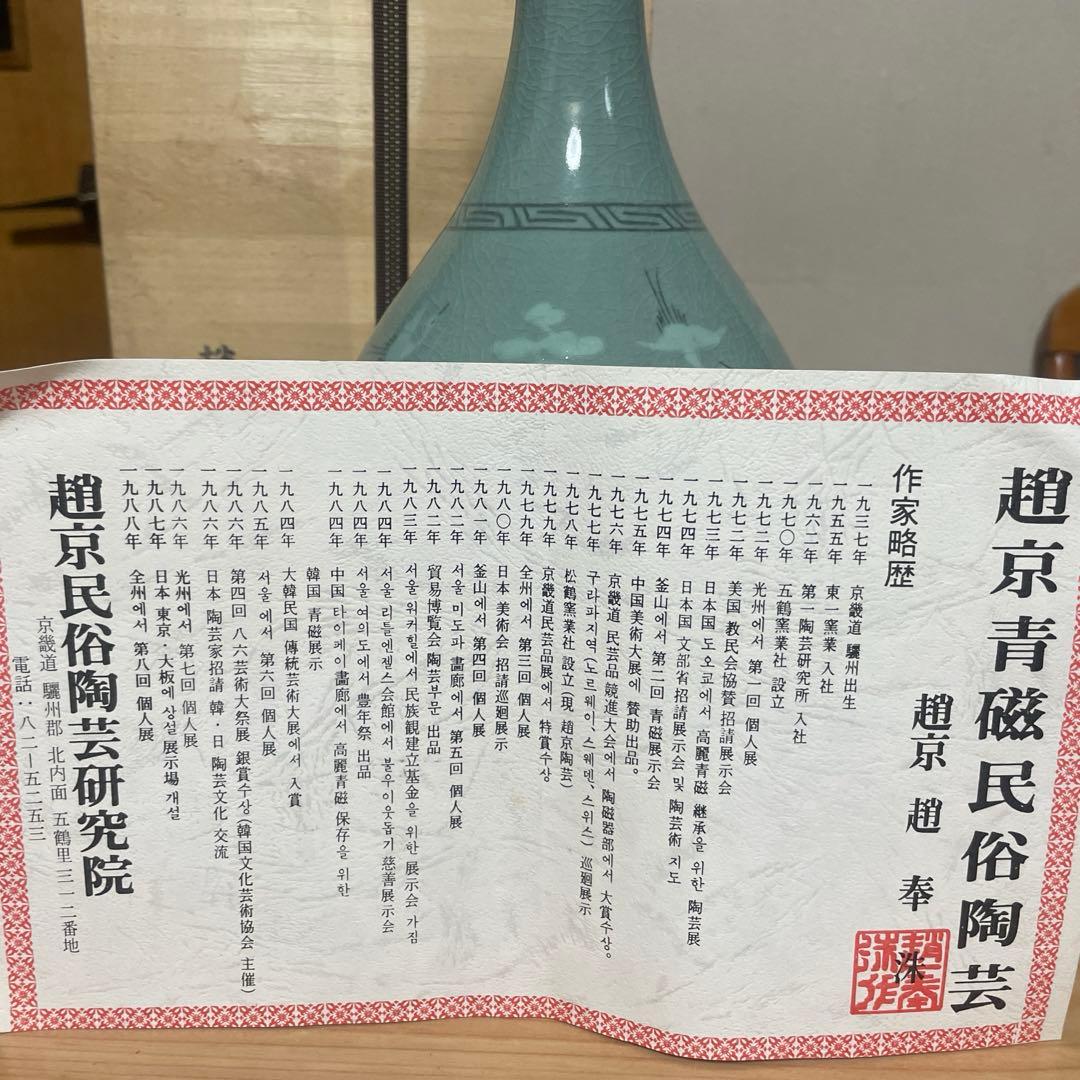 趙京青磁民俗陶芸
趙京 趙奉洙
作家略歴
一九三七年 京畿道 驪州出生
一九五五年 東一窯業 入社
一九六二年 第一陶芸研究所 入社
一九七〇年 五鶴窯業社 設立
一九七二年 光州에서 第一回 個人展
一九七二年 美国 教民会協賛 招請展示会
一九七三年 日本国 도오쿄에서 高麗青磁 継承을 위한 陶芸展
一九七四年 日本国 文部省招請展示会 및 陶芸術 지도
一九七四年 釜山에서 第二回 青磁展示会
一九七五年 中国美術大展에 賛助出品。
一九七六年 京畿道 民芸品 競進大会에서 陶磁器部에서 大賞수상。
一九七七年 구라파지역(노르웨이、스웨덴、스위스) 巡廻展示
一九七八年 松鶴窯業社 設立(現 趙京陶芸)
一九七九年 京畿道民芸品展에서 特賞수상
一九七九年 全州에서 第三回 個人展
一九八〇年 日本 美術会 招請巡廻展示
一九八一年 釜山에서 第四回 個人展
一九八二年 서울 미도파 畵廊에서 第五回 個人展
一九八二年 貿易博覧会 陶芸부문 出品
一九八三年 서울 워커힐에서 民族観建立基金을 위한 展示会 가짐
一九八四年 서울 리틀엔젤스会館에서 불우이웃돕기 慈善展示会
一九八四年 서울 여의도에서 豊年祭 出品
一九八四年 中国 타이페이畵廊에서 高麗青磁 保存을 위한
韓国 青磁展示
一九八四年 大韓民国 傳統芸術大展에서 入賞
一九八五年 서울에서 第六回 個人展
一九八六年 第四回 八六芸術大祭展 銀賞수상(韓国文化芸術協会 主催)
一九八六年 日本 陶芸家招請 韓・日 陶芸文化 交流
一九八六年 光州에서 第七回 個人展
一九八七年 日本 東京・大板에 상설 展示場 개설
一九八八年 全州에서 第八回 個人展
趙京民俗陶芸研究院
京畿道 驪州郡 北内面 五鶴里 三一二番地
電話：八二ー五二五三
趙奉洙作